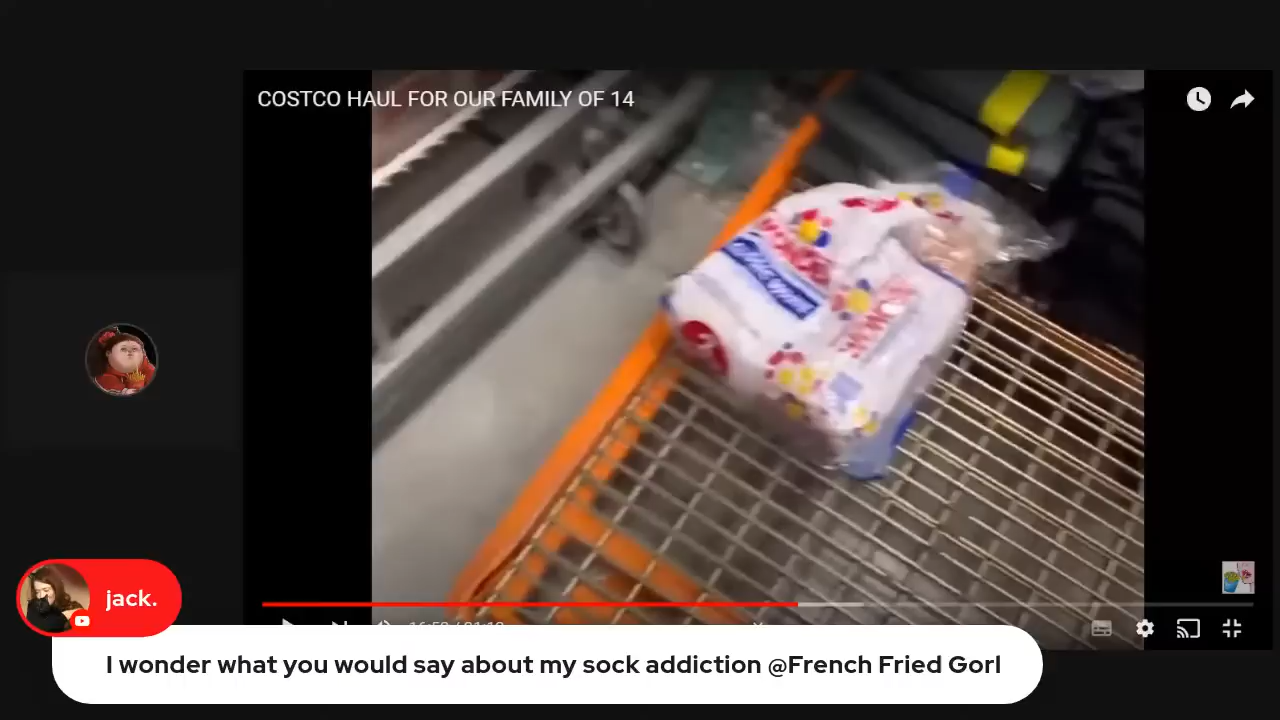 COSTCO HAUL FOR OUR FAMILY OF 14
WONDER
jack.
I wonder what you would say about my sock addiction @French Fried Gorl